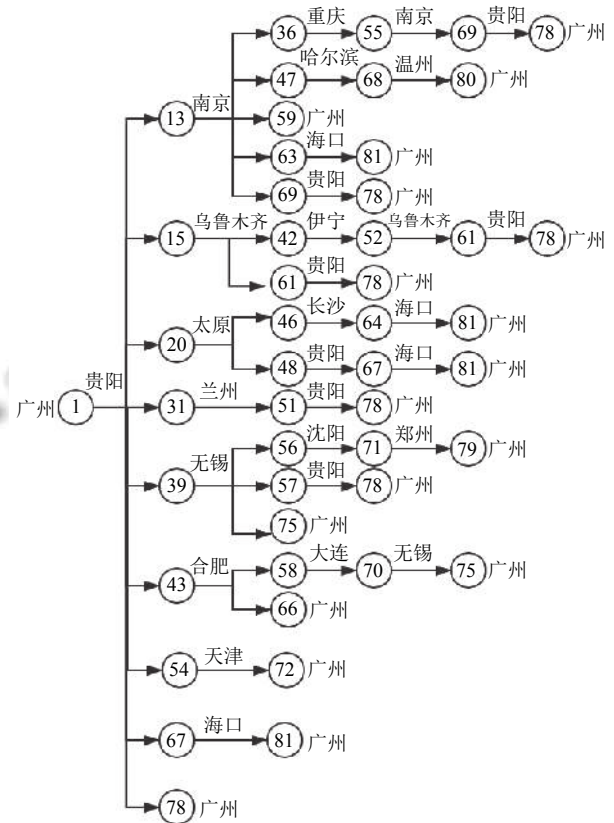 36 重庆 55 南京 69 贵阳 78 广州
47 哈尔滨 68 温州 80 广州
13 南京 59 广州
63 海口 81 广州
69 贵阳 78 广州
15 乌鲁木齐 42 伊宁 52 乌鲁木齐 61 贵阳 78 广州
61 贵阳 78 广州
20 太原 46 长沙 64 海口 81 广州
48 贵阳 67 海口 81 广州
广州 1 贵阳 31 兰州 51 贵阳 78 广州
56 沈阳 71 郑州 79 广州
39 无锡 57 贵阳 78 广州
75 广州
43 合肥 58 大连 70 无锡 75 广州
66 广州
54 天津 72 广州
67 海口 81 广州
78 广州